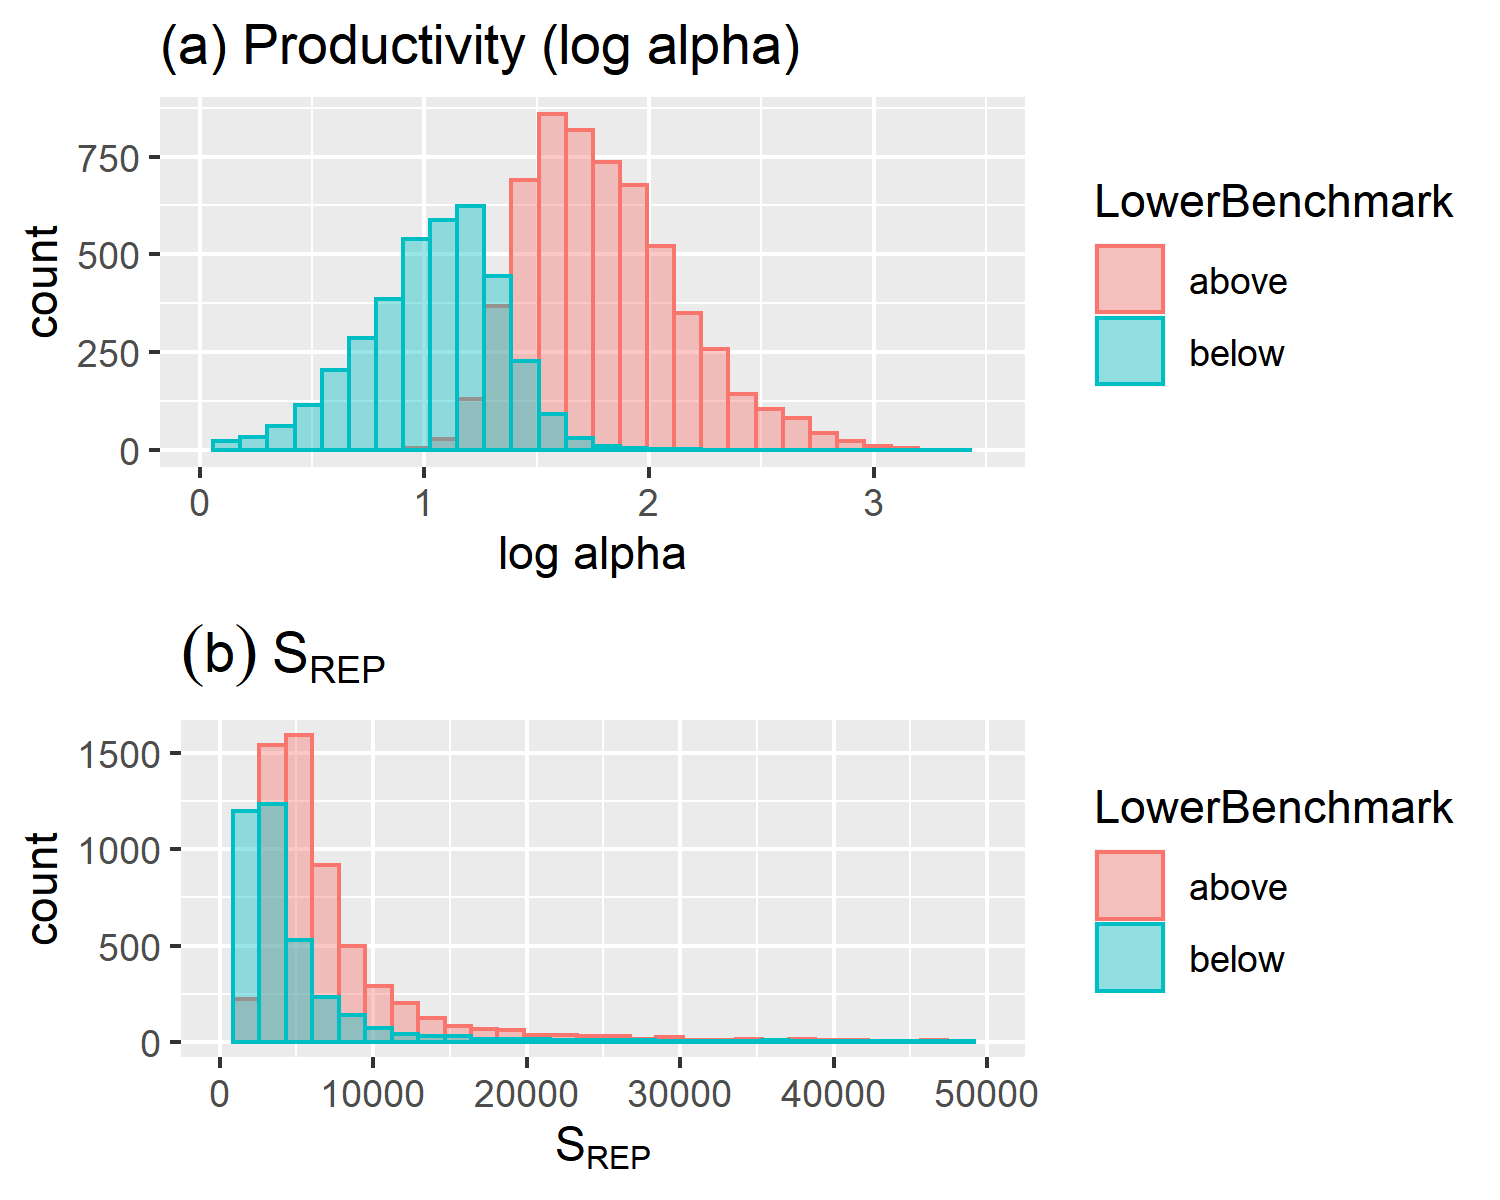 (a) Productivity (log alpha)
750
500
250
0
count
0 1 2 3
log alpha
LowerBenchmark
above
below
(b) SREP
1500
1000
500
0
count
0 10000 20000 30000 40000 50000
SREP
LowerBenchmark
above
below